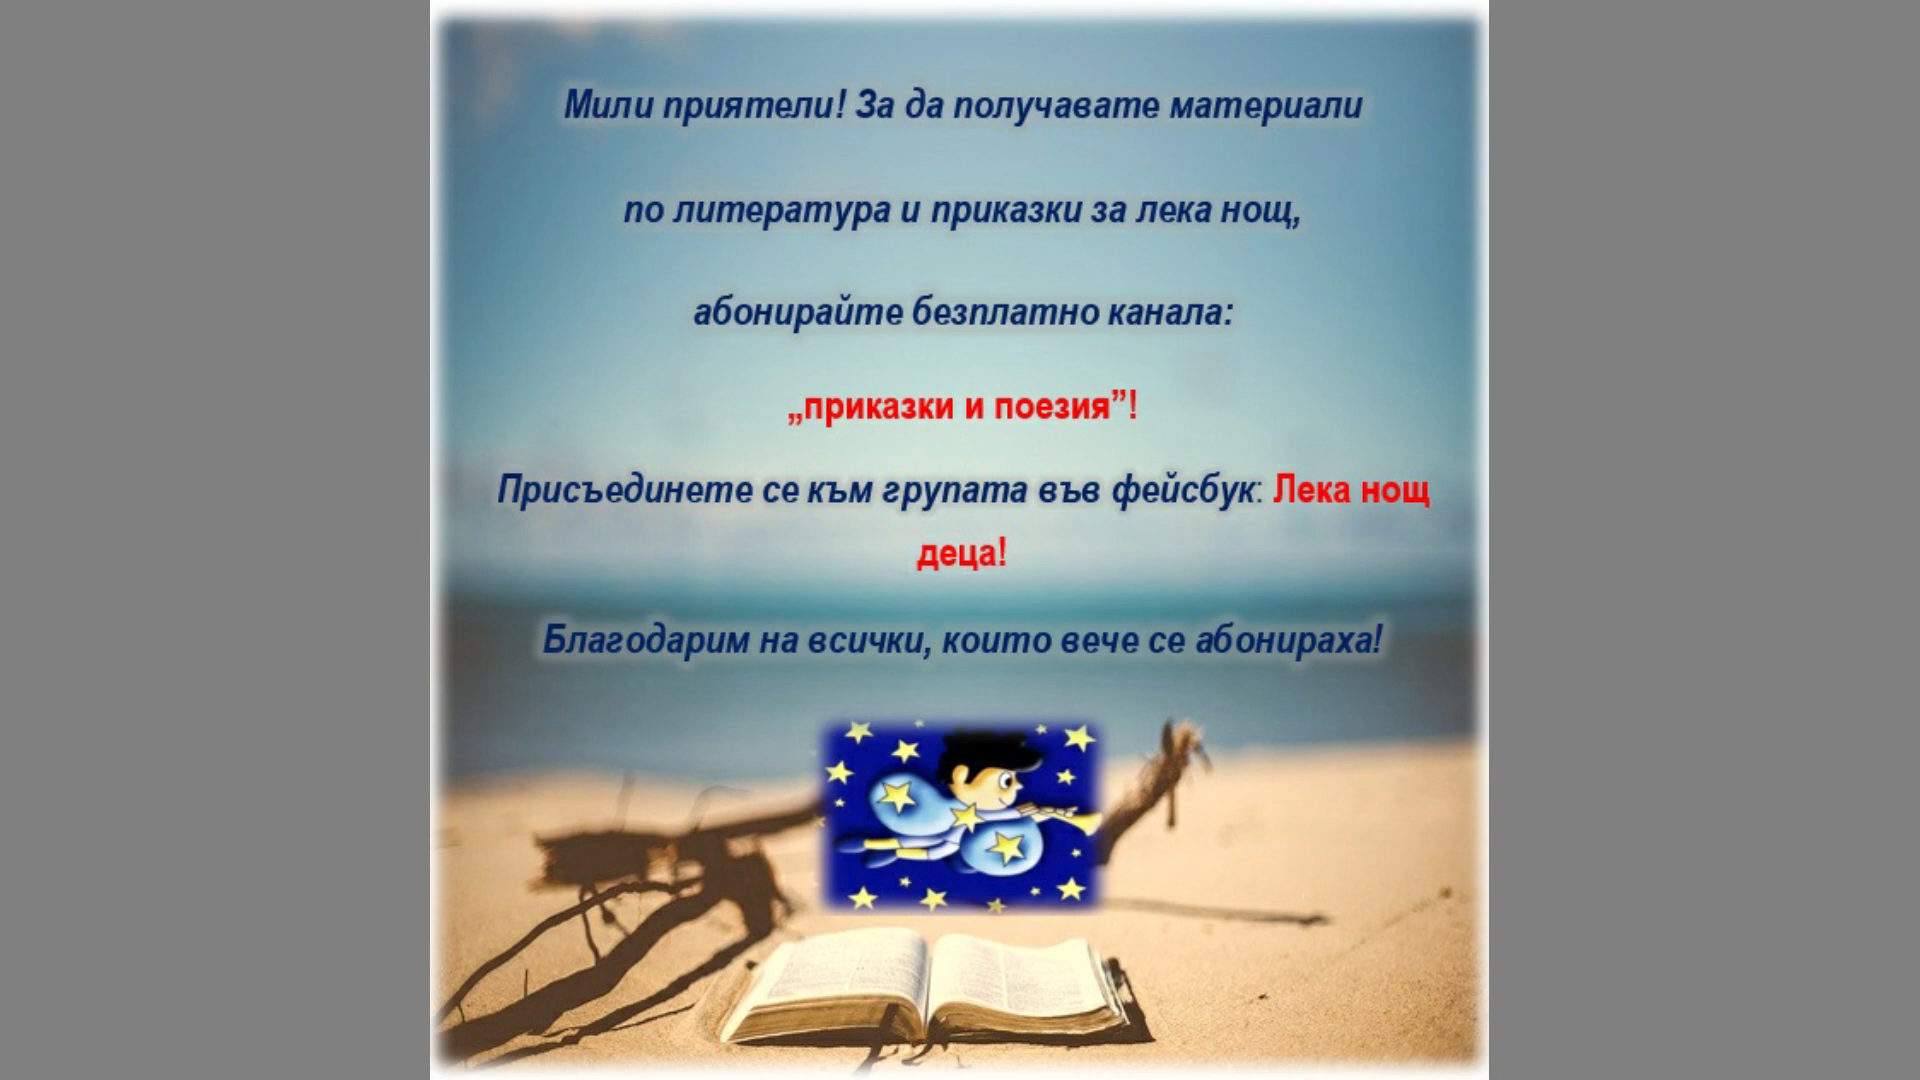 Мили приятели! За да получавате материали
по литература и приказки за лека нощ,
абонирайте безплатно канала:
„приказки и поезия”!
Присъединете се към групата във фейсбук: Лека нощ
деца!
Благодарим на всички, които вече се абонираха!